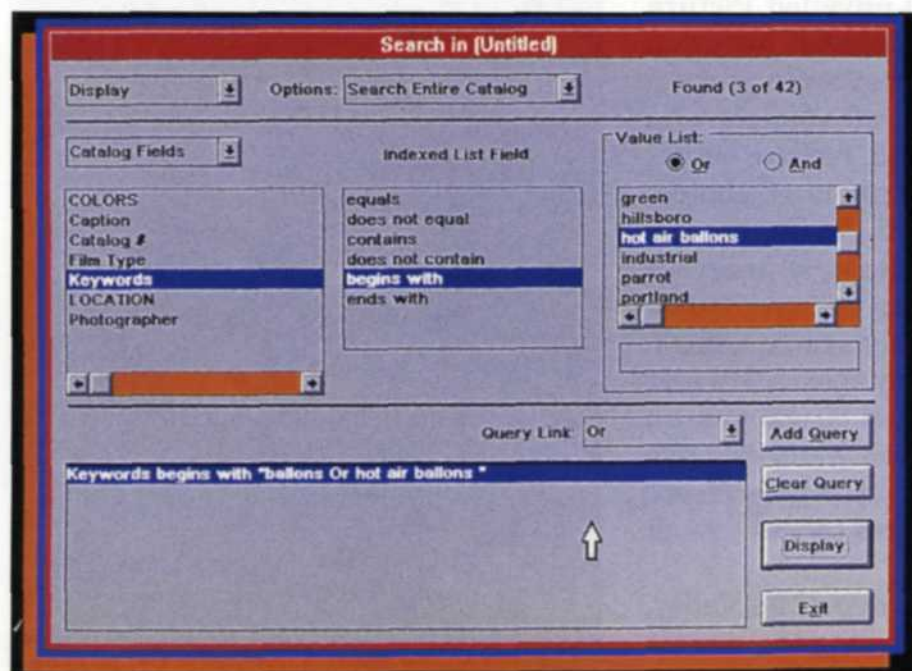 Search in (Untitled)
Display
Options: Search Entire Catalog
Found (3 of 42)
Catalog Fields
Indexed List Field
Value List:
Or
And
COLORS
Caption
Catalog #
Film Type
Keywords
LOCATION
Photographer
equals
does not equal
contains
does not contain
begins with
ends with
green
hillsboro
hot air ballons
industrial
parrot
portland
Query Link: Or
Add Query
Keywords begins with "ballons Or hot air ballons "
Clear Query
Display
Exit